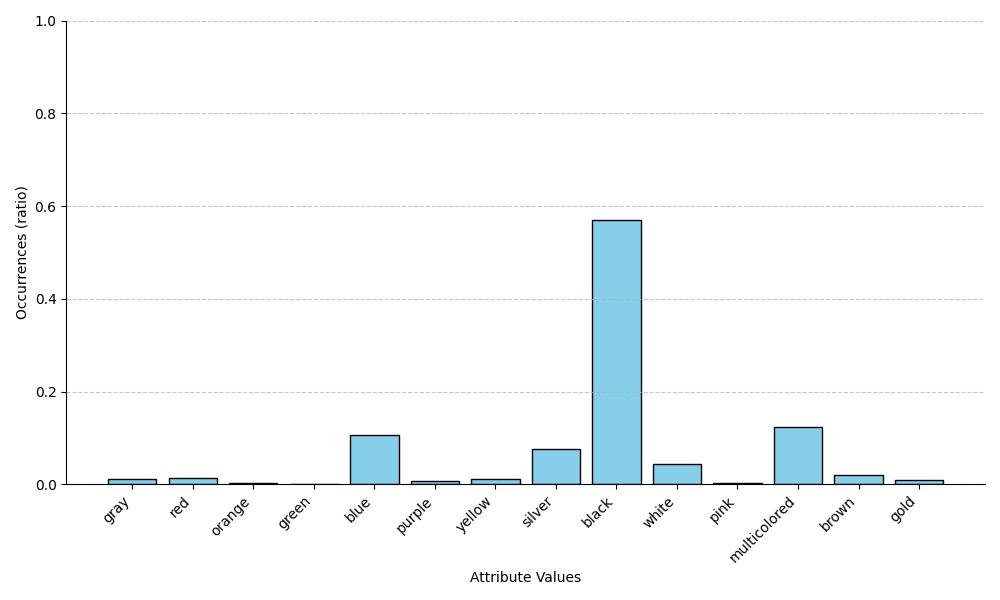 1.0
0.8
0.6
0.4
0.2
0.0
Occurrences (ratio)
gray
red
orange
green
blue
purple
yellow
silver
black
white
pink
multicolored
brown
gold
Attribute Values